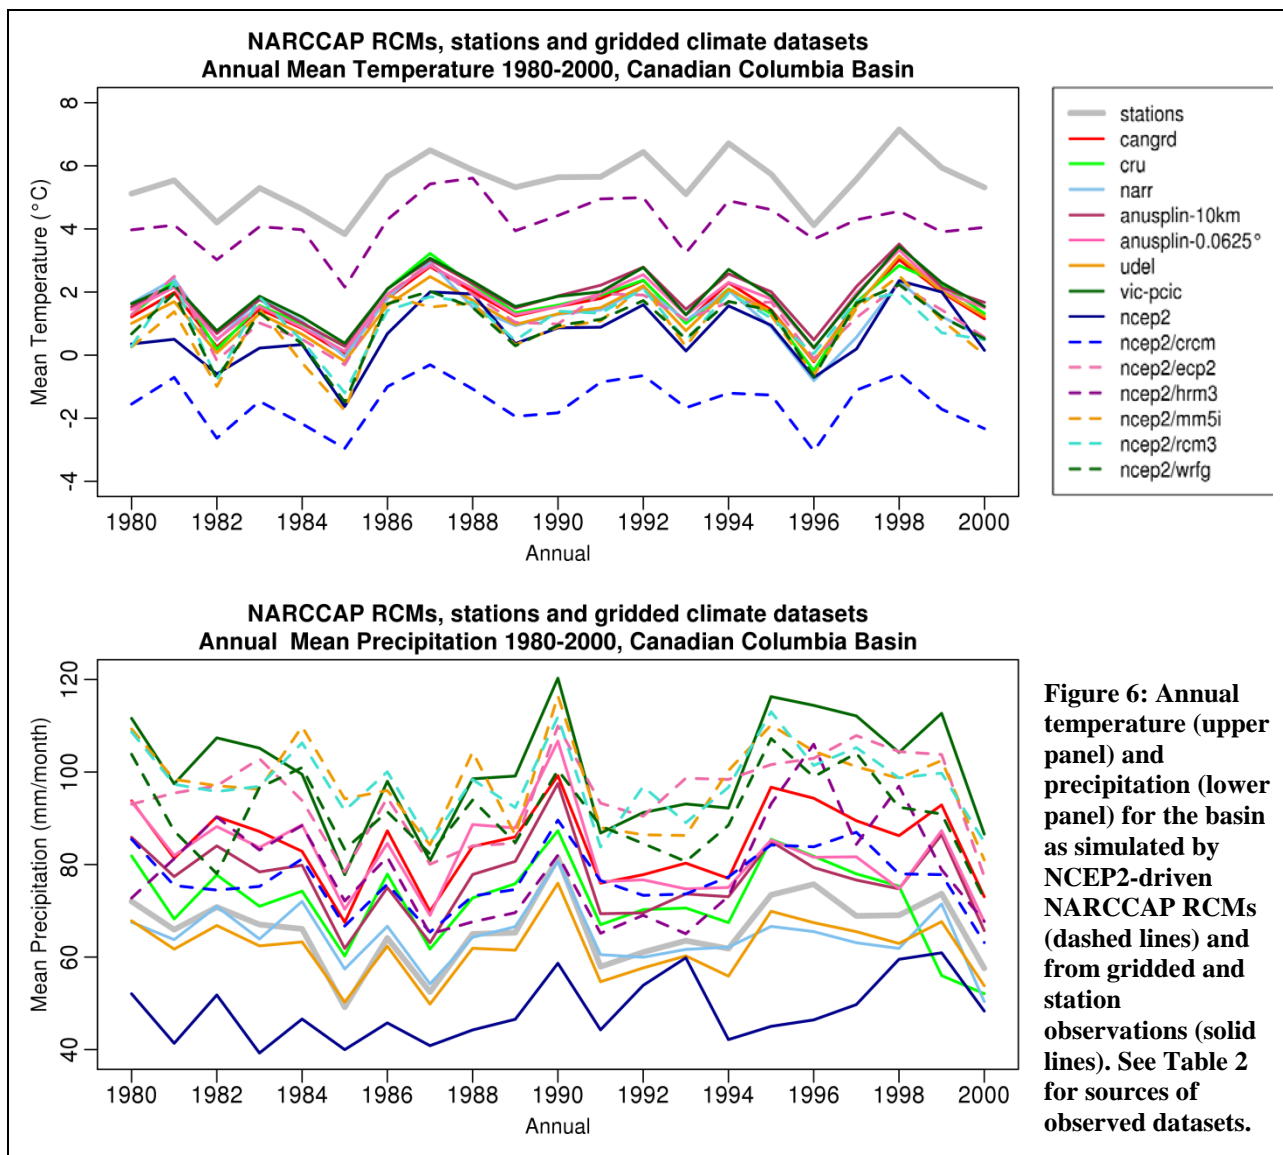 NARCCAP RCMs, stations and gridded climate datasets
Annual Mean Temperature 1980-2000, Canadian Columbia Basin
Mean Temperature (°C)
8
6
4
2
0
-2
-4
1980 1982 1984 1986 1988 1990 1992 1994 1996 1998 2000
Annual
stations
cangrd
cru
narr
anusplin-10km
anusplin-0.0625°
udel
vic-pcic
ncep2
ncep2/crcm
ncep2/ecp2
ncep2/hrm3
ncep2/mm5i
ncep2/rcm3
ncep2/wrfg
NARCCAP RCMs, stations and gridded climate datasets
Annual Mean Precipitation 1980-2000, Canadian Columbia Basin
Mean Precipitation (mm/month)
120
100
80
60
40
1980 1982 1984 1986 1988 1990 1992 1994 1996 1998 2000
Annual
Figure 6: Annual
temperature (upper
panel) and
precipitation (lower
panel) for the basin
as simulated by
NCEP2-driven
NARCCAP RCMs
(dashed lines) and
from gridded and
station
observations (solid
lines). See Table 2
for sources of
observed datasets.